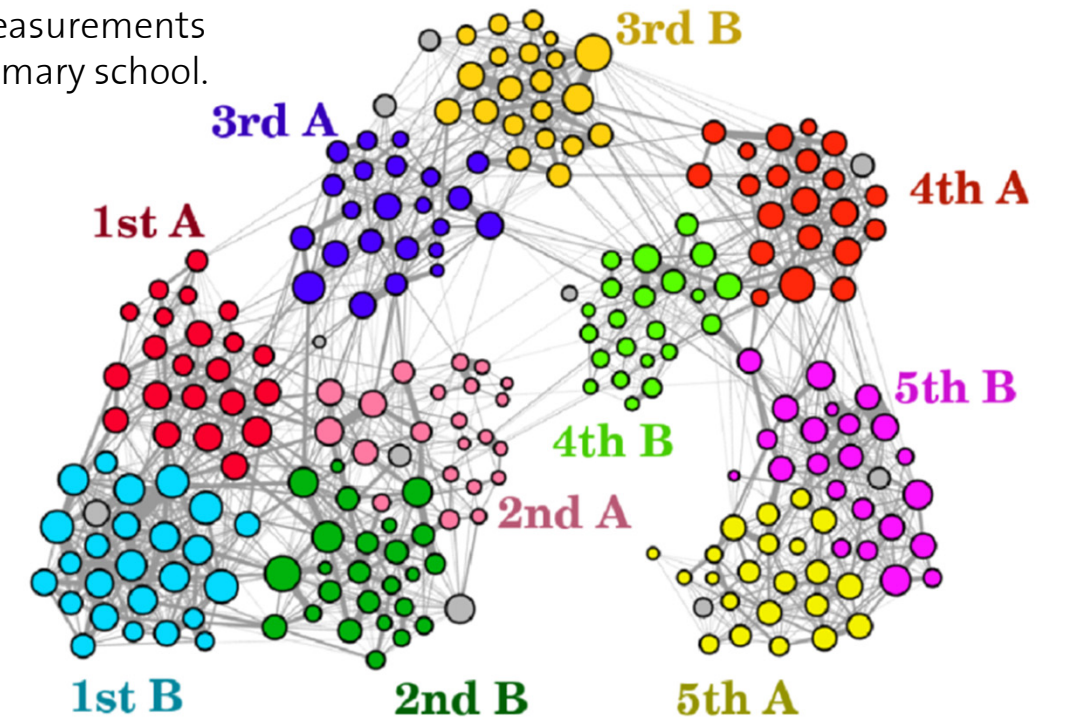 easurements
mary school.
3rd B
3rd A
4th A
1st A
5th B
4th B
2nd A
1st B
2nd B
5th A